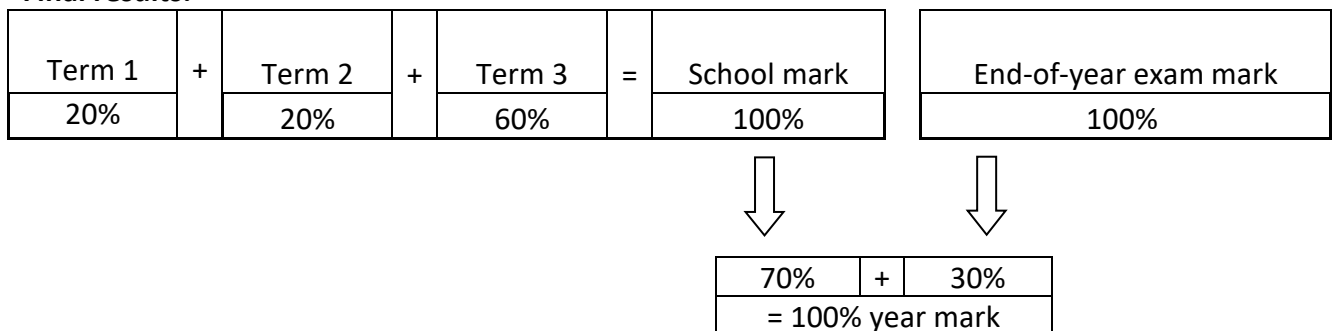 Final results:
Term 1 + Term 2 + Term 3 = School mark End-of-year exam mark
20% 20% 60% 100% 100%
70% + 30%
= 100% year mark